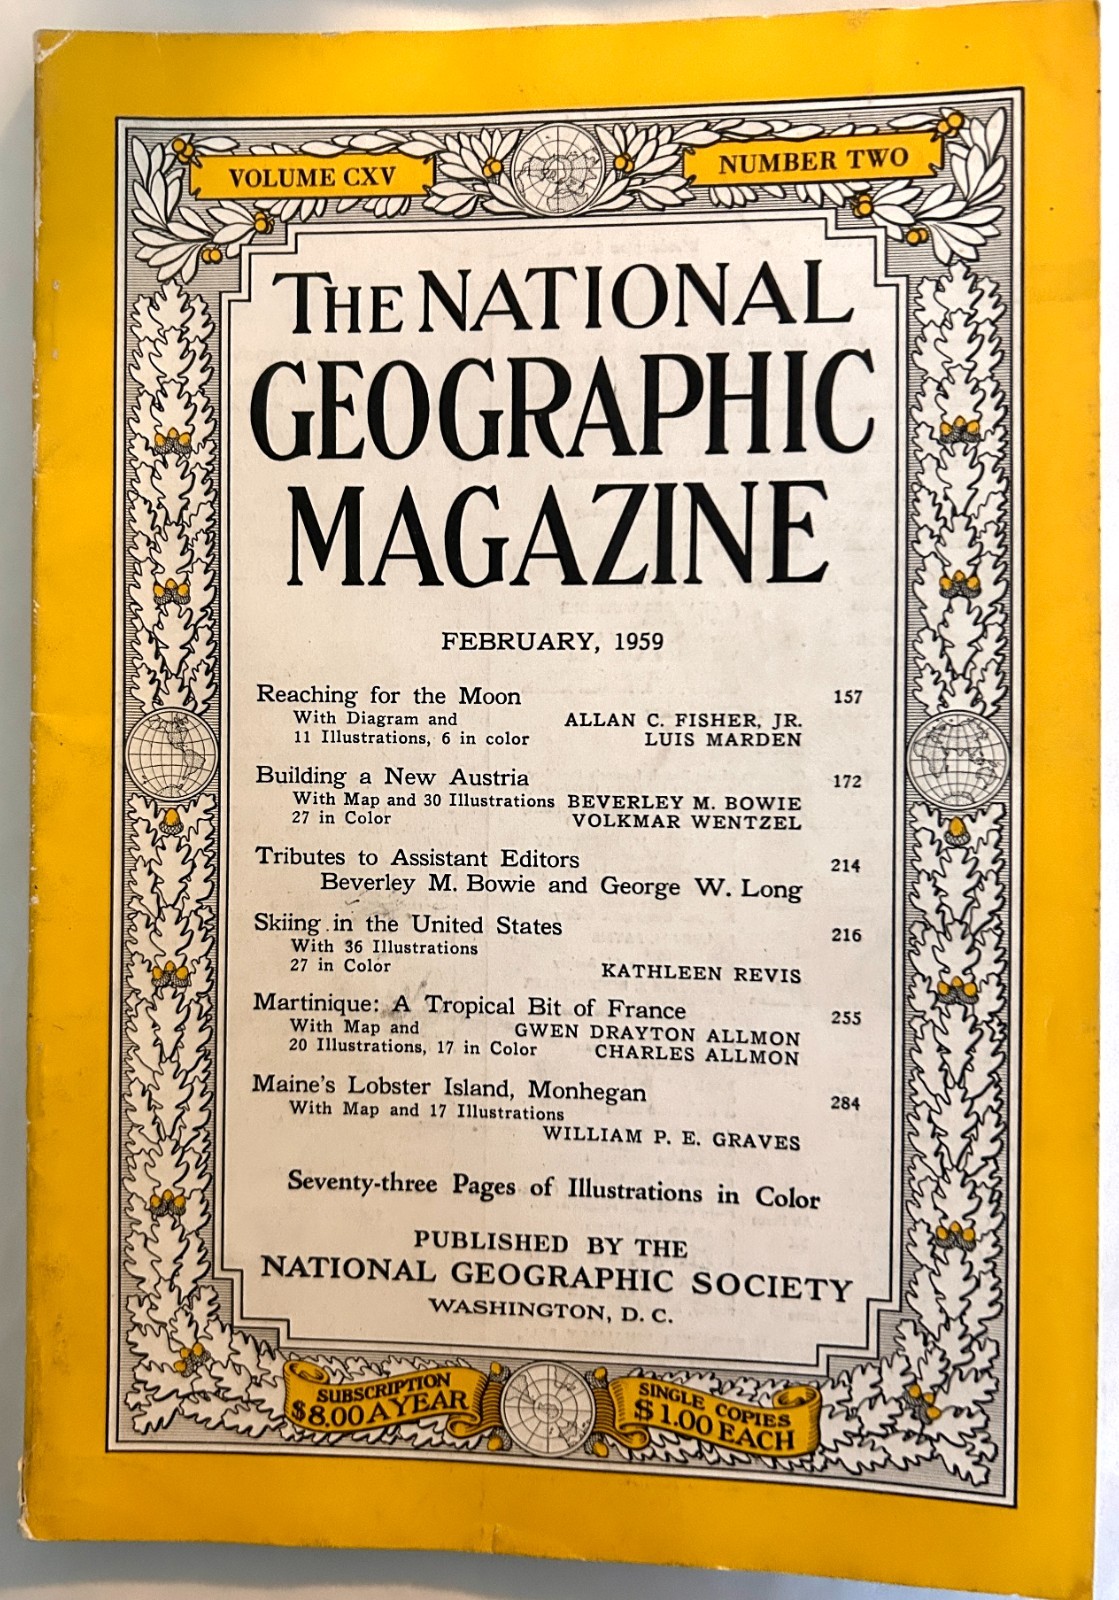 VOLUME CXV NUMBER TWO
THE NATIONAL
GEOGRAPHIC
MAGAZINE
FEBRUARY, 1959
Reaching for the Moon 157
With Diagram and ALLAN C. FISHER, JR.
11 Illustrations, 6 in color LUIS MARDEN
Building a New Austria 172
With Map and 30 Illustrations BEVERLEY M. BOWIE
27 in Color VOLKMAR WENTZEL
Tributes to Assistant Editors 214
Beverley M. Bowie and George W. Long
Skiing in the United States 216
With 36 Illustrations
27 in Color KATHLEEN REVIS
Martinique: A Tropical Bit of France 255
With Map and GWEN DRAYTON ALLMON
20 Illustrations, 17 in Color CHARLES ALLMON
Maine's Lobster Island, Monhegan 284
With Map and 17 Illustrations
WILLIAM P. E. GRAVES
Seventy-three Pages of Illustrations in Color
PUBLISHED BY THE
NATIONAL GEOGRAPHIC SOCIETY
WASHINGTON, D. C.
SUBSCRIPTION
$8.00 A YEAR
SINGLE COPIES
$1.00 EACH